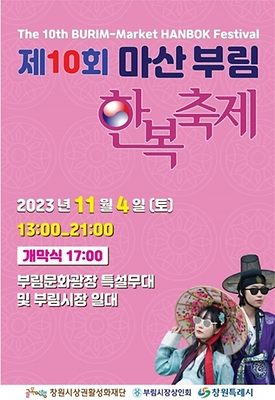 The 10th BURIM-Market HANBOK Festival
제10회 마산 부림
한복축제
2023년 11월 4일(토)
13:00_21:00
개막식 17:00
부림문화광장 특설무대
및 부림시장 일대
창원시상권활성화재단 부림시장상인회 창원특례시